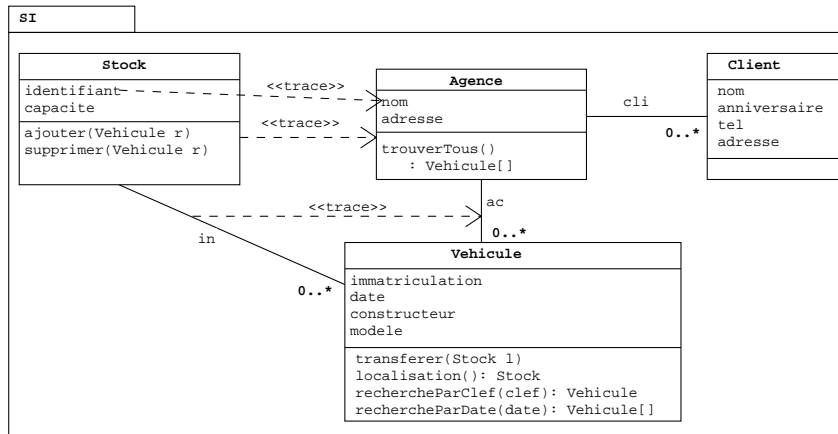 SI
Stock
identifiant
capacite
ajouter(Vehicule r)
supprimer(Vehicule r)
<<trace>>
<<trace>>
<<trace>>
Agence
nom
adresse
trouverTous()
: Vehicule[]
cli
0..*
Client
nom
anniversaire
tel
adresse
in
0..*
ac
0..*
Vehicule
immatriculation
date
constructeur
modele
transferer(Stock l)
localisation(): Stock
rechercheParClef(clef): Vehicule
rechercheParDate(date): Vehicule[]